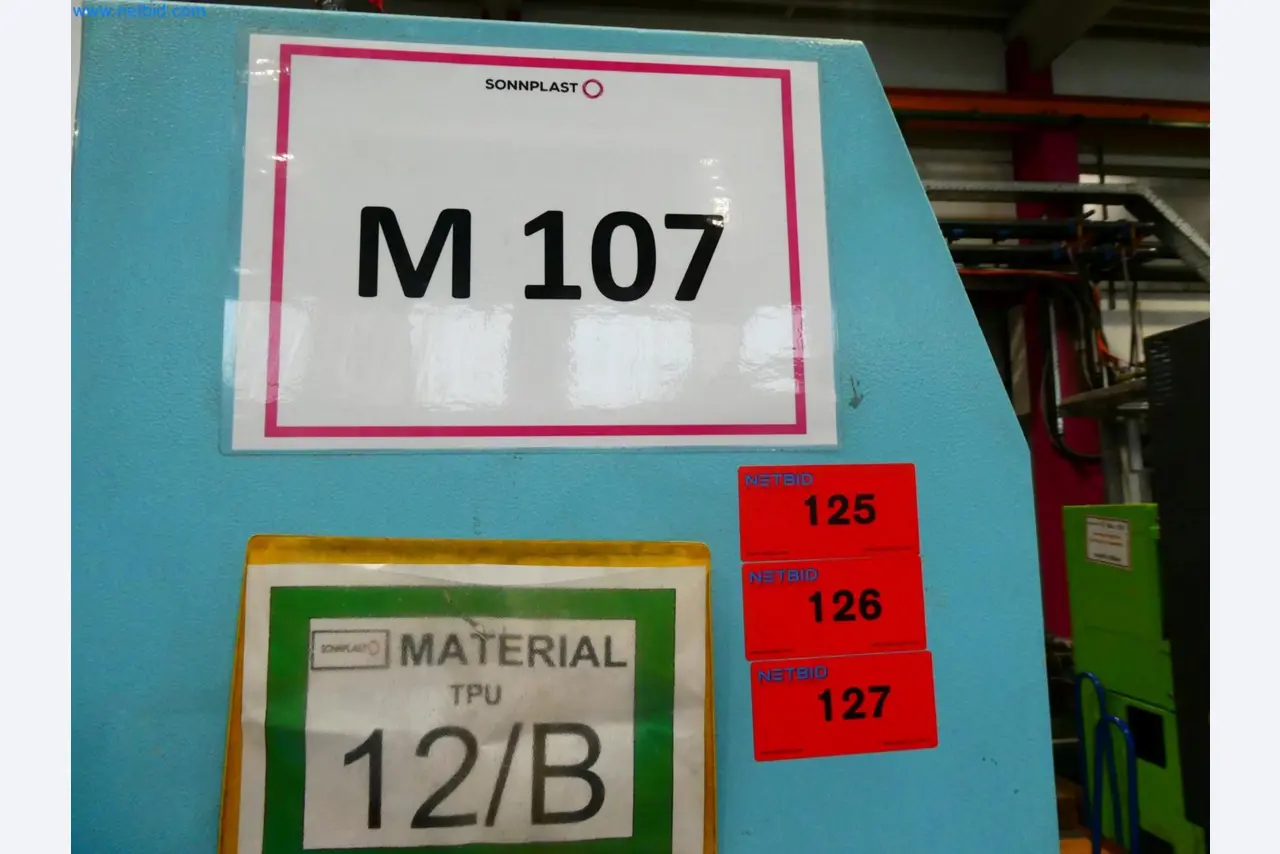 www.netbid.com
SONNPLAST
M 107
NETBID
125
NETBID
126
NETBID
127
SONNPLAST
MATERIAL
TPU
12/B